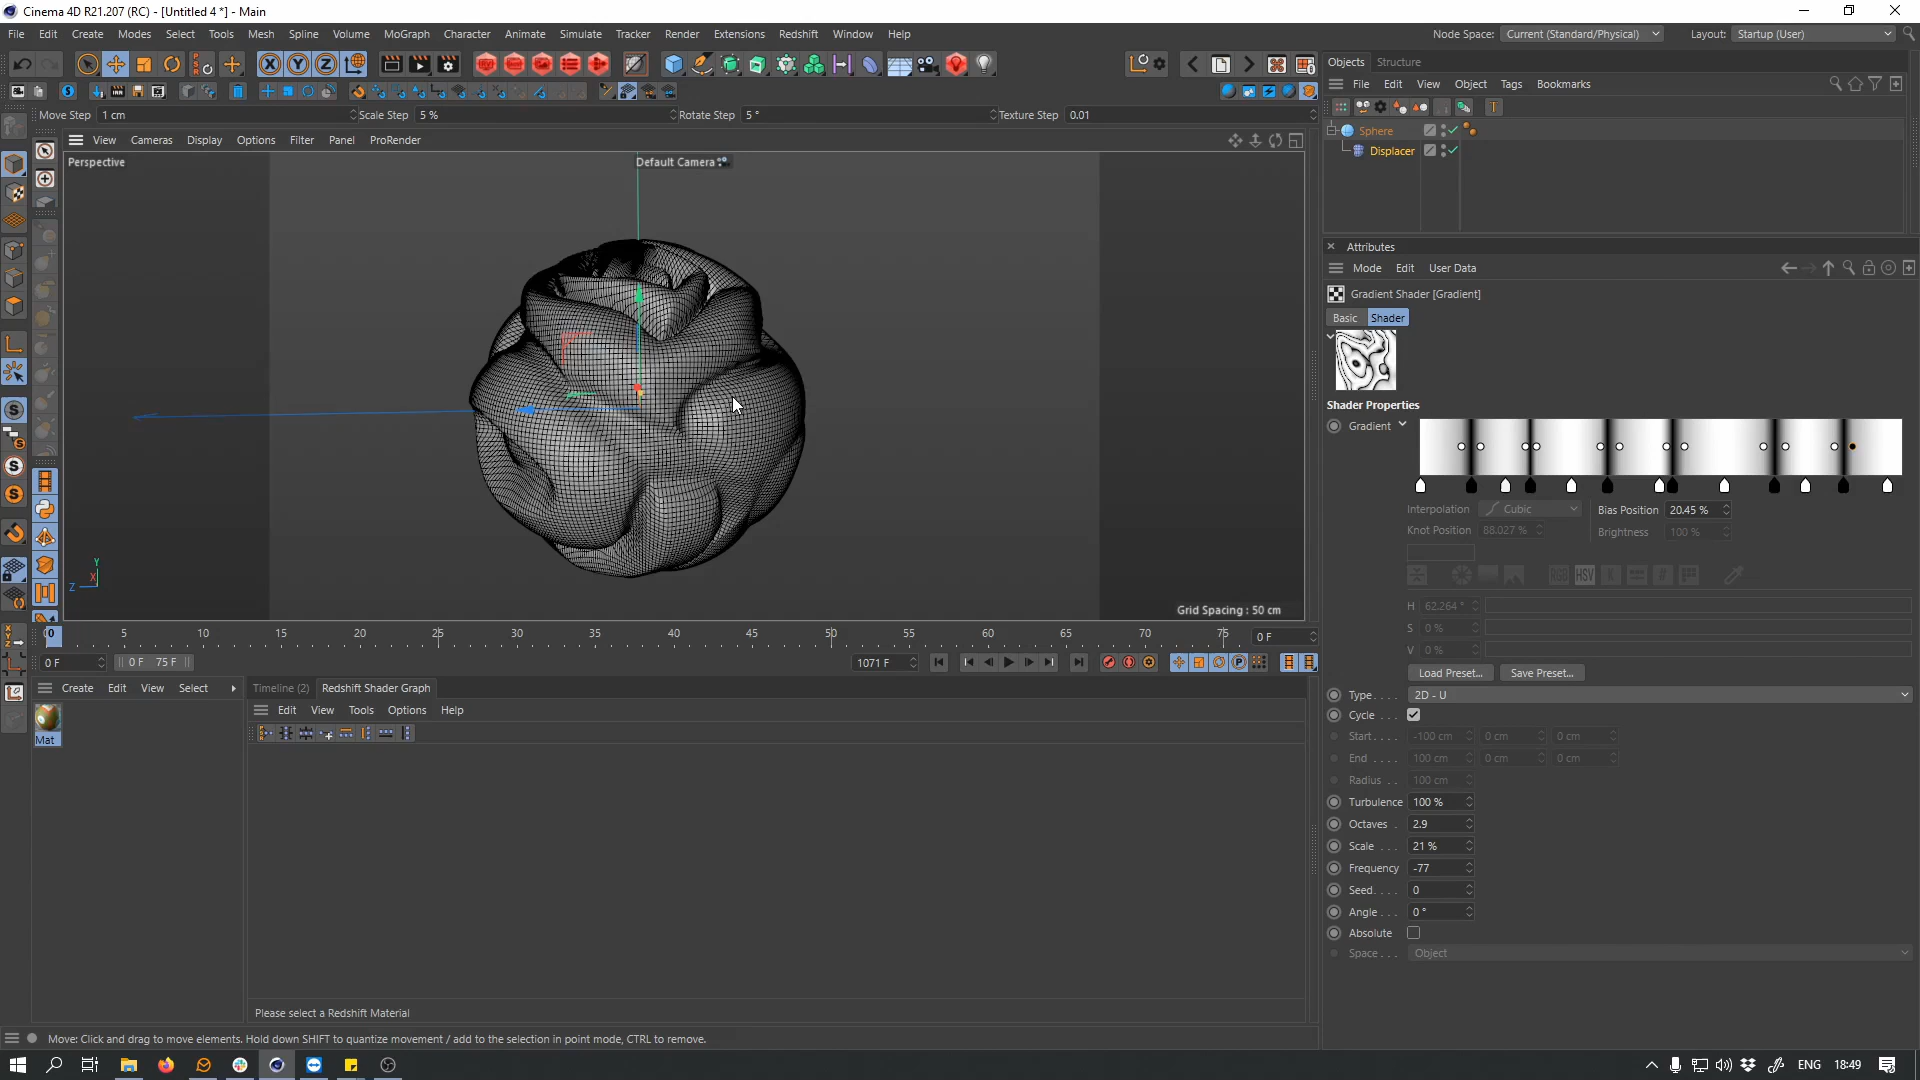 Cinema 4D R21.207 (RC) - [Untitled 4 *] - Main
File Edit Create Modes Select Tools Mesh Spline Volume MoGraph Character Animate Simulate Tracker Render Extensions Redshift Window Help
Node Space: Current (Standard/Physical) Layout: Startup (User)
Move Step 1 cm Scale Step 5 % Rotate Step 5 ° Texture Step 0.01
View Cameras Display Options Filter Panel ProRender
Perspective
Default Camera
Y
X
Z
Grid Spacing : 50 cm
0 5 10 15 20 25 30 35 40 45 50 55 60 65 70 75 0 F
0 F 0 F 75 F 1071 F
Create Edit View Select
Mat
Timeline (2) Redshift Shader Graph
Edit View Tools Options Help
Please select a Redshift Material
Move: Click and drag to move elements. Hold down SHIFT to quantize movement / add to the selection in point mode, CTRL to remove.
Objects Structure
File Edit View Object Tags Bookmarks
Sphere
Displacer
Attributes
Mode Edit User Data
Gradient Shader [Gradient]
Basic Shader
Shader Properties
Gradient
Interpolation Cubic Bias Position 20.45 %
Knot Position 88.027 % Brightness 100 %
RGB HSV K
H 62.264 °
S 0 %
V 0 %
Load Preset... Save Preset...
Type . . . . 2D - U
Cycle . . .
Start . . . . -100 cm 0 cm 0 cm
End . . . . 100 cm 0 cm 0 cm
Radius . . 100 cm
Turbulence 100 %
Octaves . 2.9
Scale . . . 21 %
Frequency -77
Seed. . . . 0
Angle . . . 0 °
Absolute
Space . . . Object
ENG 18:49